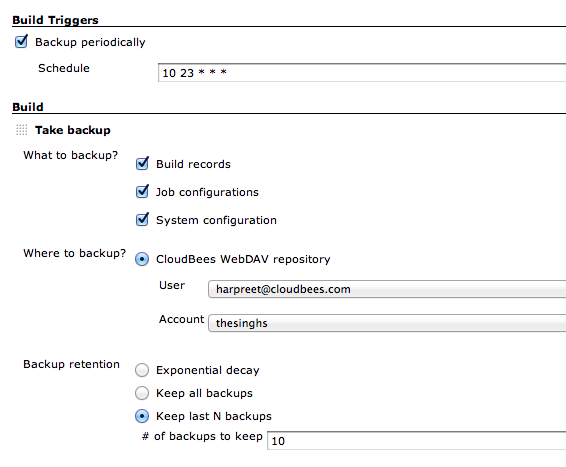 Build Triggers
Backup periodically
Schedule 10 23 * * *
Build
Take backup
What to backup? Build records
Job configurations
System configuration
Where to backup? CloudBees WebDAV repository
User harpreet@cloudbees.com
Account thesinghs
Backup retention Exponential decay
Keep all backups
Keep last N backups
# of backups to keep 10